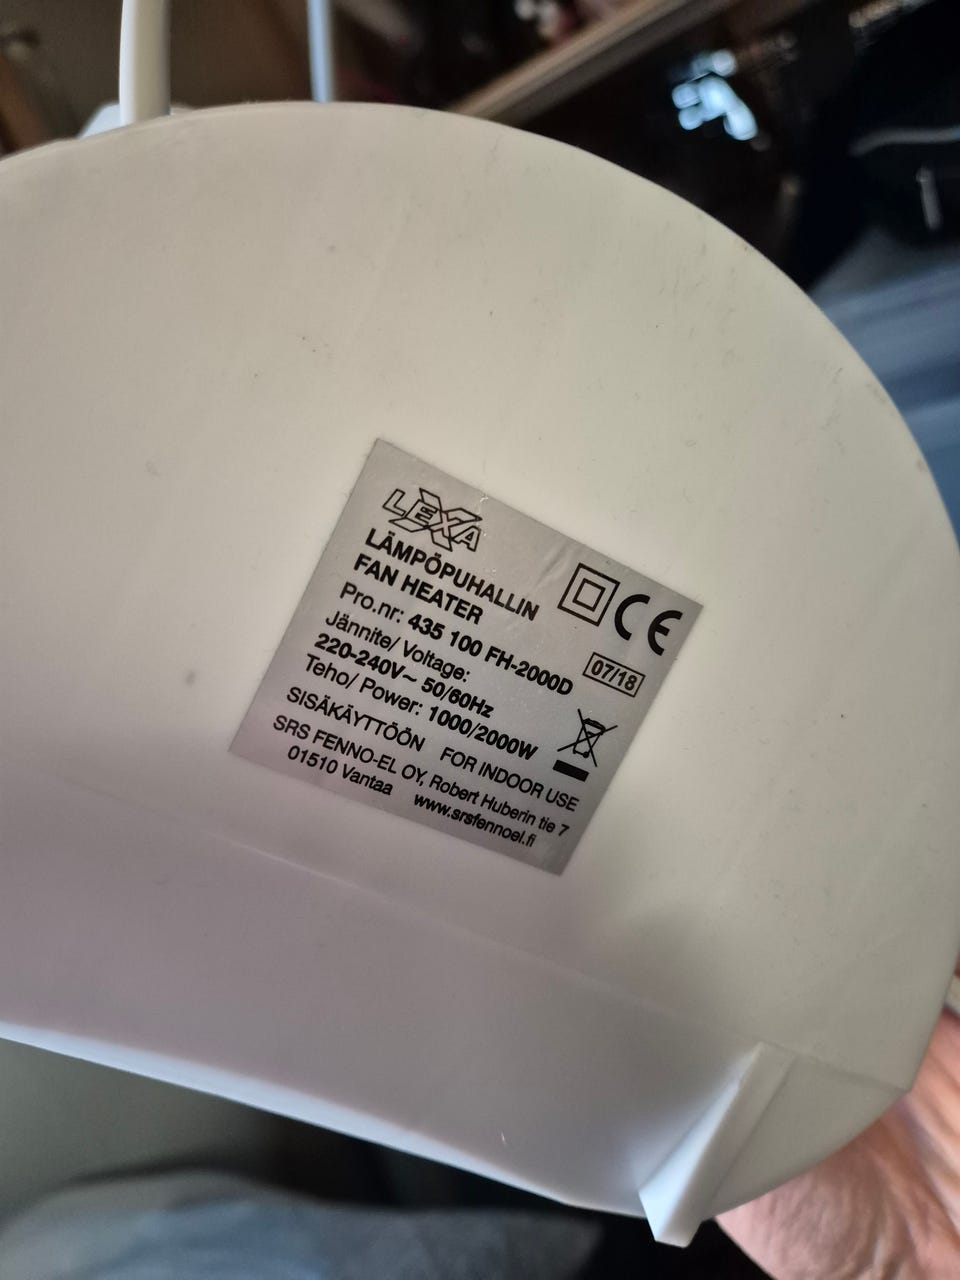 LEXA
LÄMPÖPUHALLIN
FAN HEATER
Pro.nr: 435 100 FH-2000D
Jännite/ Voltage:
220-240V~ 50/60Hz
Teho/ Power: 1000/2000W
SISÄKÄYTTÖÖN FOR INDOOR USE
SRS FENNO-EL OY, Robert Huberin tie 7
01510 Vantaa www.srsfennoel.fi
CE
07/18